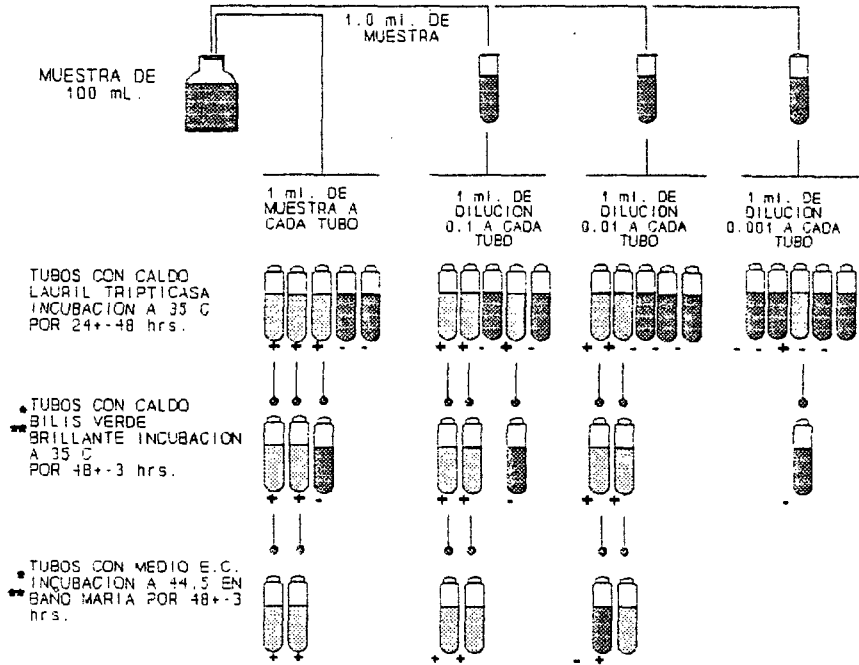 1.0 ml. DE
MUESTRA
MUESTRA DE
100 mL.
1 ml. DE
MUESTRA A
CADA TUBO
1 ml. DE
DILUCION
0.1 A CADA
TUBO
1 ml. DE
DILUCION
0.01 A CADA
TUBO
1 ml. DE
DILUCION
0.001 A CADA
TUBO
TUBOS CON CALDO
LAURIL TRIPTICASA
INCUBACION A 35 C
POR 24+-48 hrs.
+ + + - -
+ + - + -
+ + - - -
- - + - -
* TUBOS CON CALDO
** BILIS VERDE
BRILLANTE INCUBACION
A 35 C
POR 48+-3 hrs.
+ + -
+ + -
+ +
-
* TUBOS CON MEDIO E.C.
** INCUBACION A 44.5 EN
BAÑO MARIA POR 48+-3
hrs.
+ +
+ +
- +